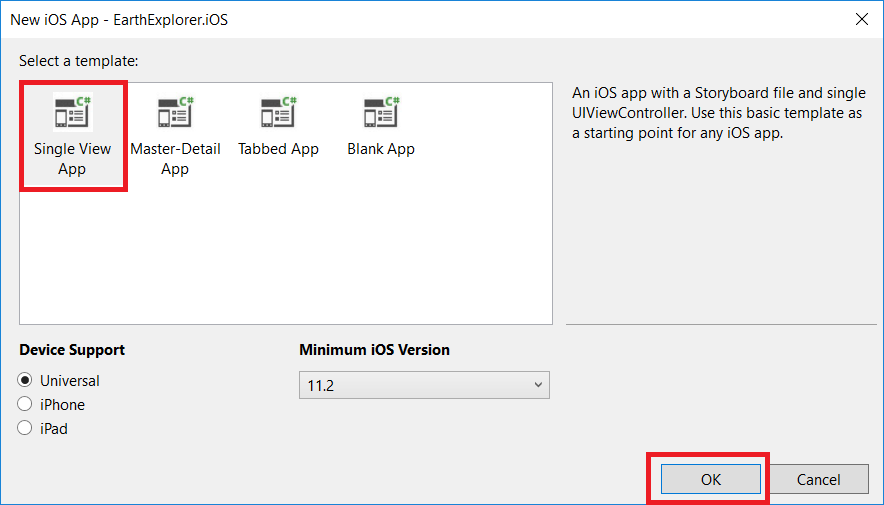 New iOS App - EarthExplorer.iOS
Select a template:
C#
C#
C#
C#
Single View
App
Master-Detail
App
Tabbed App
Blank App
An iOS app with a Storyboard file and single
UIViewController. Use this basic template as
a starting point for any iOS app.
Device Support
Universal
iPhone
iPad
Minimum iOS Version
11.2
OK
Cancel